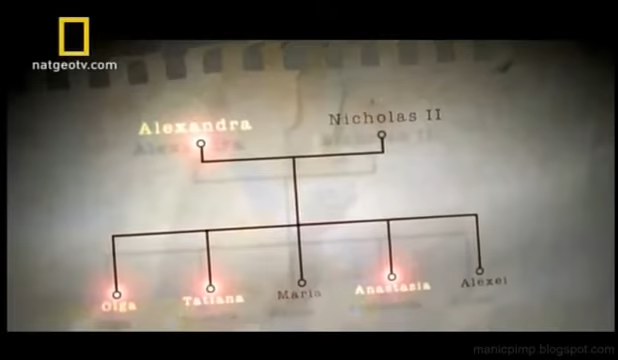 natgeotv.com
Alexandra
Nicholas II
Olga
Tatiana
Maria
Anastasia
Alexei
manicpimp.blogspot.com